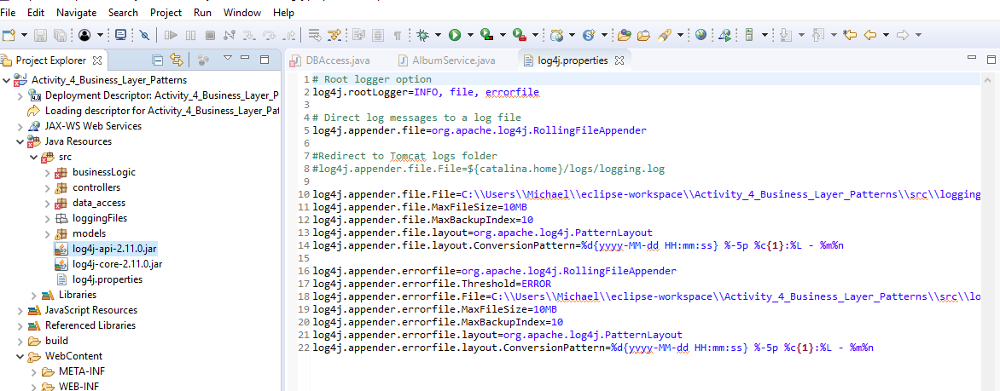 File Edit Navigate Search Project Run Window Help
Project Explorer
DBAccess.java AlbumService.java log4j.properties
Activity_4_Business_Layer_Patterns
Deployment Descriptor: Activity_4_Business_Layer_P
Loading descriptor for Activity_4_Business_Layer_Pat
JAX-WS Web Services
Java Resources
src
businessLogic
controllers
data_access
loggingFiles
models
log4j-api-2.11.0.jar
log4j-core-2.11.0.jar
log4j.properties
Libraries
JavaScript Resources
Referenced Libraries
build
WebContent
META-INF
WEB-INF
1 # Root logger option
2 log4j.rootLogger=INFO, file, errorfile
3
4 # Direct log messages to a log file
5 log4j.appender.file=org.apache.log4j.RollingFileAppender
6
7 #Redirect to Tomcat logs folder
8 #log4j.appender.file.File=${catalina.home}/logs/logging.log
9
10 log4j.appender.file.File=C:\\Users\\Michael\\eclipse-workspace\\Activity_4_Business_Layer_Patterns\\src\\logging
11 log4j.appender.file.MaxFileSize=10MB
12 log4j.appender.file.MaxBackupIndex=10
13 log4j.appender.file.layout=org.apache.log4j.PatternLayout
14 log4j.appender.file.layout.ConversionPattern=%d{yyyy-MM-dd HH:mm:ss} %-5p %c{1}:%L - %m%n
15
16 log4j.appender.errorfile=org.apache.log4j.RollingFileAppender
17 log4j.appender.errorfile.Threshold=ERROR
18 log4j.appender.errorfile.File=C:\\Users\\Michael\\eclipse-workspace\\Activity_4_Business_Layer_Patterns\\src\\lo
19 log4j.appender.errorfile.MaxFileSize=10MB
20 log4j.appender.errorfile.MaxBackupIndex=10
21 log4j.appender.errorfile.layout=org.apache.log4j.PatternLayout
22 log4j.appender.errorfile.layout.ConversionPattern=%d{yyyy-MM-dd HH:mm:ss} %-5p %c{1}:%L - %m%n